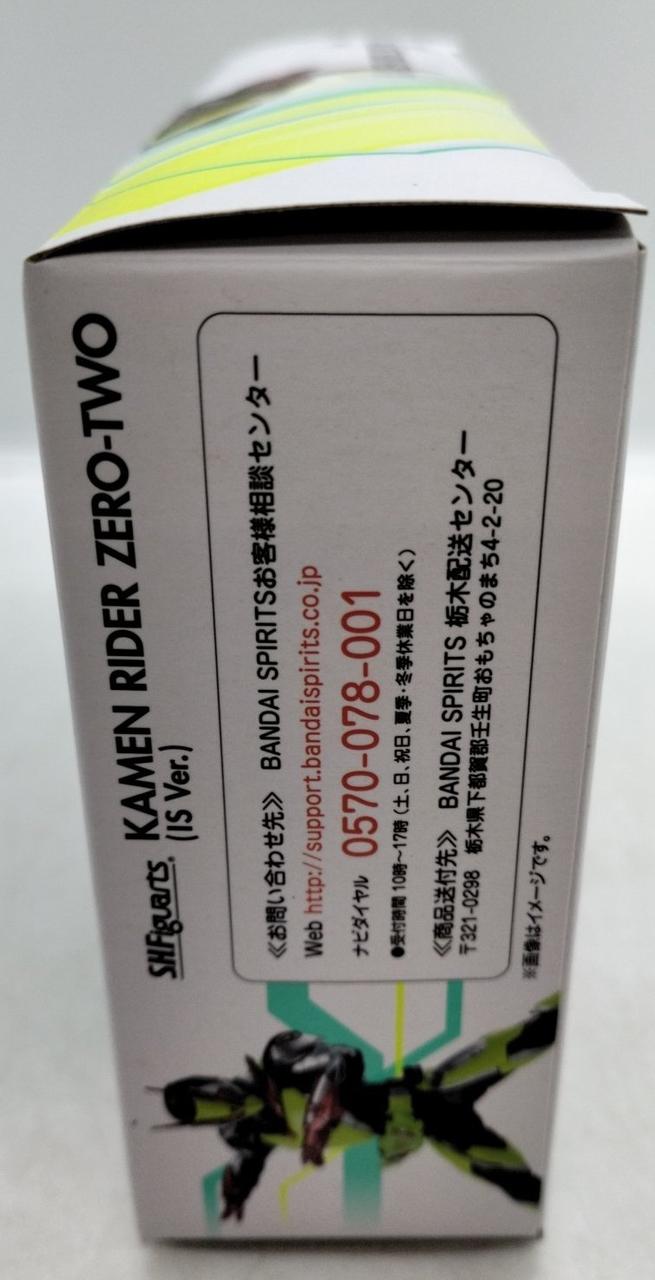 S.H.Figuarts
KAMEN RIDER ZERO-TWO
(IS Ver.)
≪お問い合わせ先≫ BANDAI SPIRITSお客様相談センター
Web http://support.bandaispirits.co.jp
ナビダイヤル 0570-078-001
●受付時間 10時〜17時(土、日、祝日、夏季・冬季休業日を除く)
≪商品送付先≫ BANDAI SPIRITS 栃木配送センター
〒321-0298 栃木県下都賀郡壬生町おもちゃのまち4-2-20
※画像はイメージです。